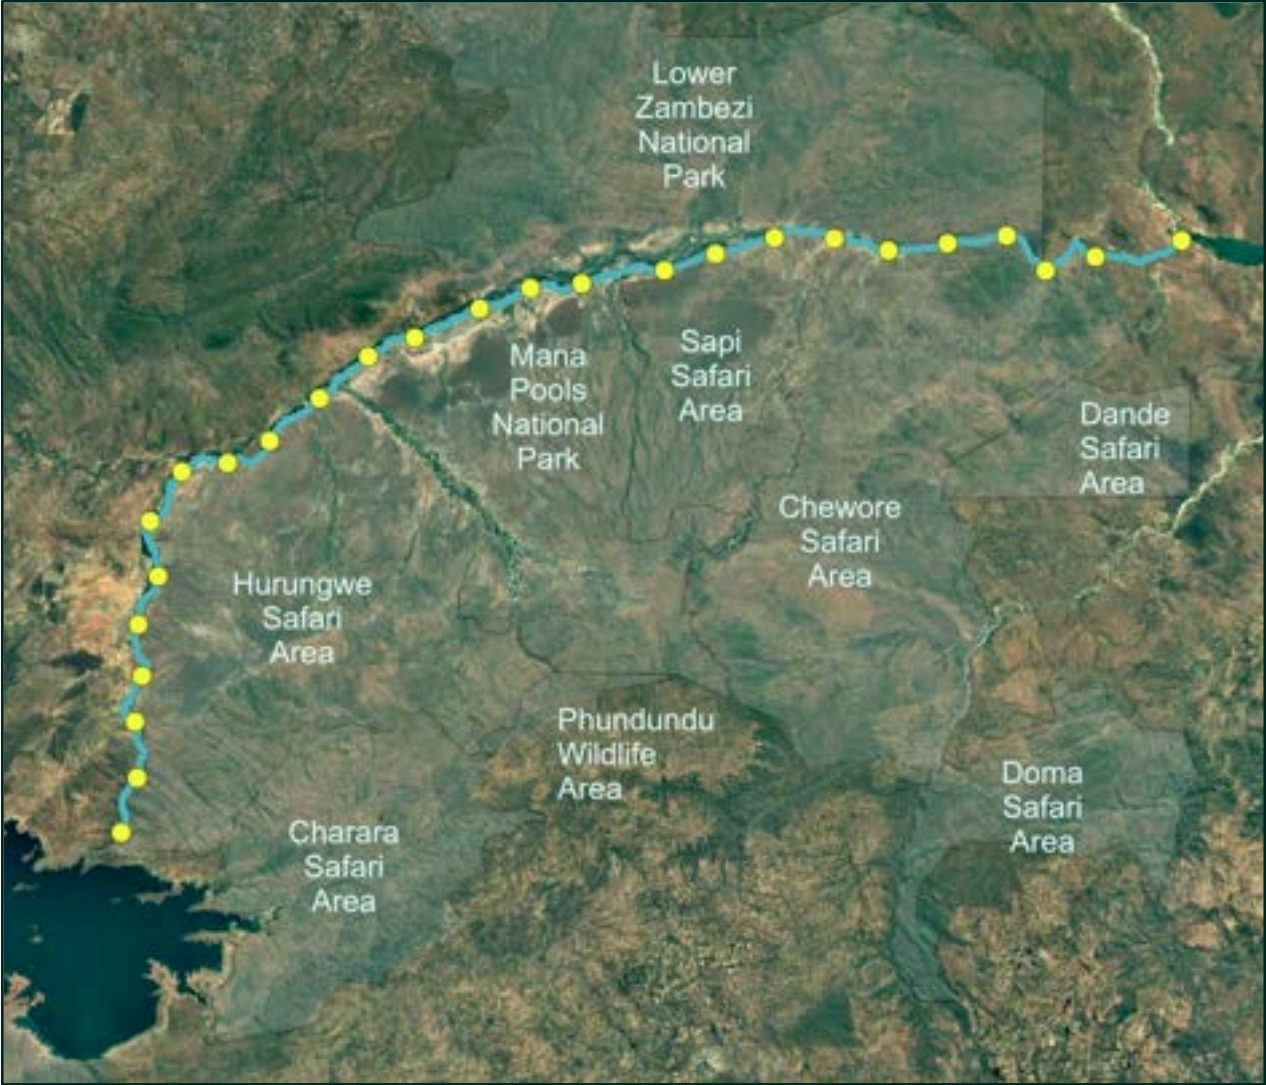 Lower
Zambezi
National
Park
Mana
Pools
National
Park
Sapi
Safari
Area
Dande
Safari
Area
Chewore
Safari
Area
Hurungwe
Safari
Area
Phundundu
Wildlife
Area
Doma
Safari
Area
Charara
Safari
Area